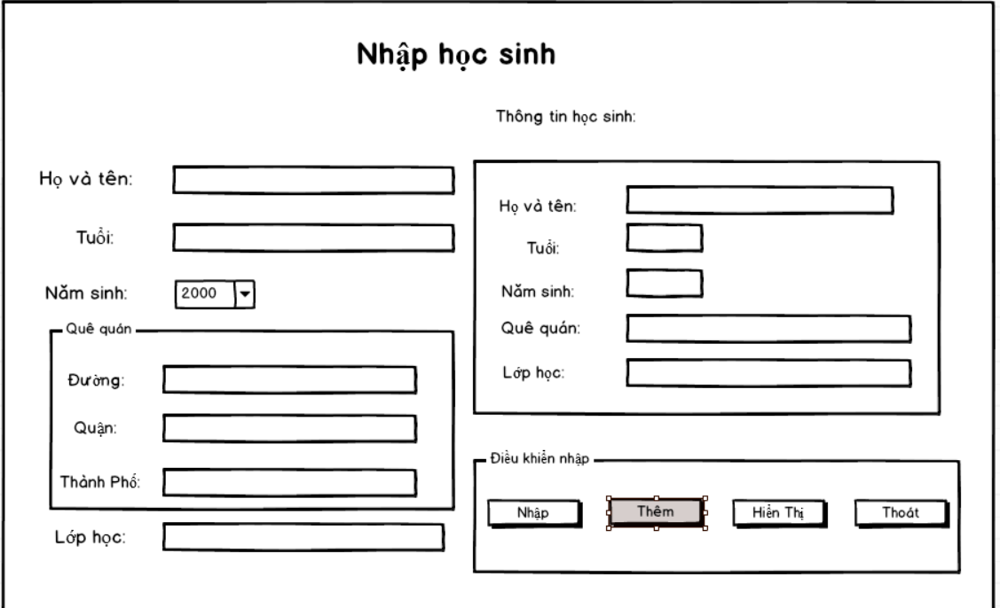 Nhập học sinh
Thông tin học sinh:
Họ và tên:
Tuổi:
Năm sinh:
2000
Quê quán
Đường:
Quận:
Thành Phố:
Lớp học:
Họ và tên:
Tuổi:
Năm sinh:
Quê quán:
Lớp học:
Điều khiển nhập
Nhập
Thêm
Hiển Thị
Thoát